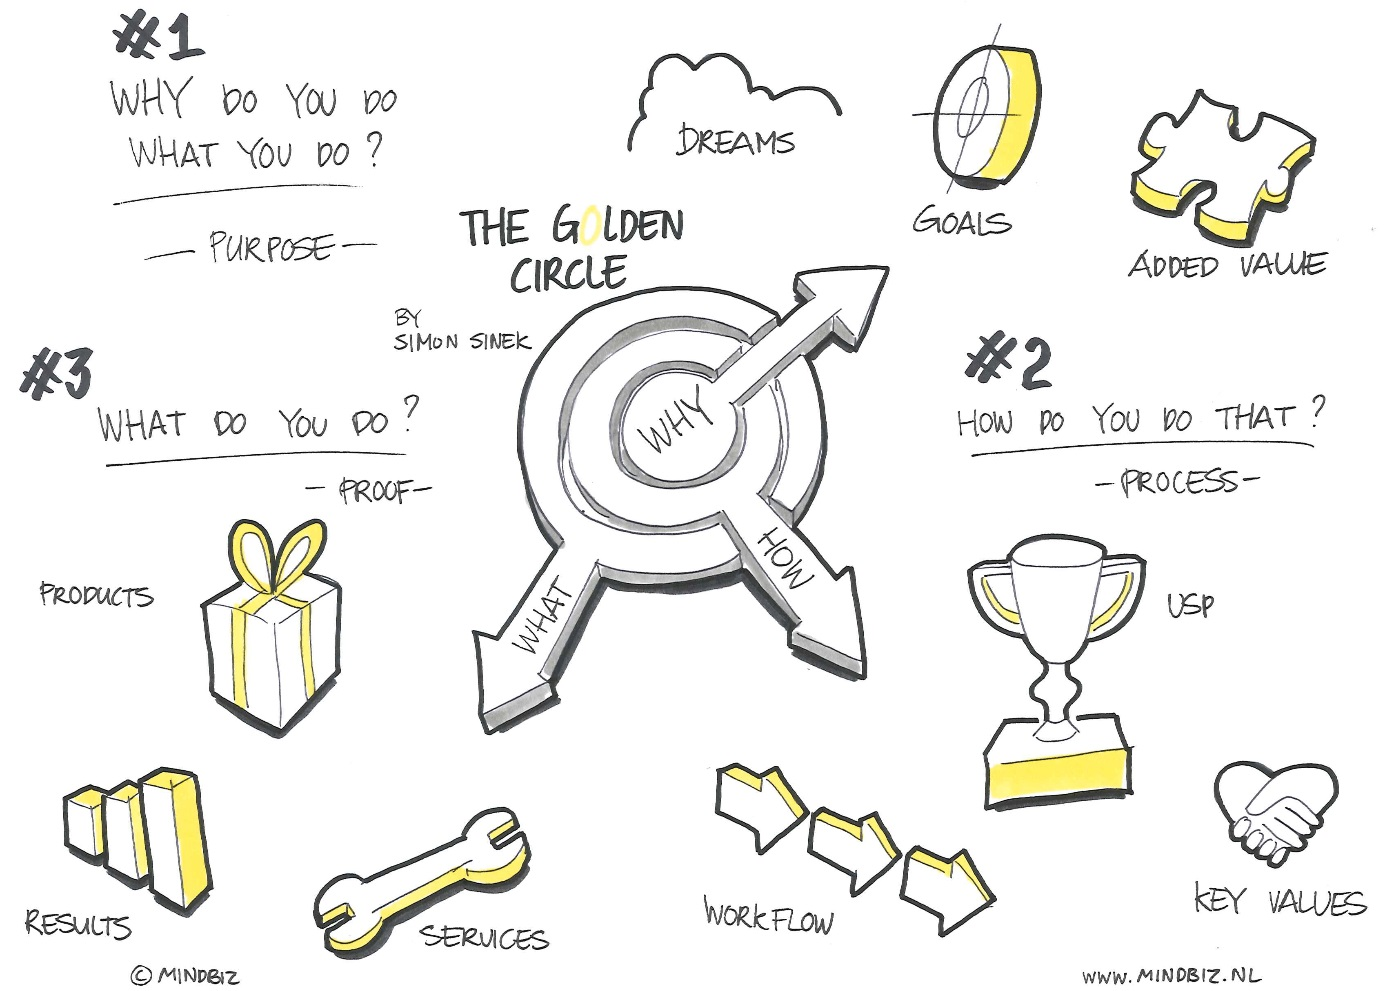 #1
WHY DO YOU DO
WHAT YOU DO?
- PURPOSE -
DREAMS
GOALS
ADDED VALUE
THE GOLDEN
CIRCLE
BY
SIMON SINEK
WHY
HOW
WHAT
#2
HOW DO YOU DO THAT?
- PROCESS -
USP
WORKFLOW
KEY VALUES
#3
WHAT DO YOU DO?
- PROOF -
PRODUCTS
RESULTS
SERVICES
© MINDBIZ
WWW.MINDBIZ.NL